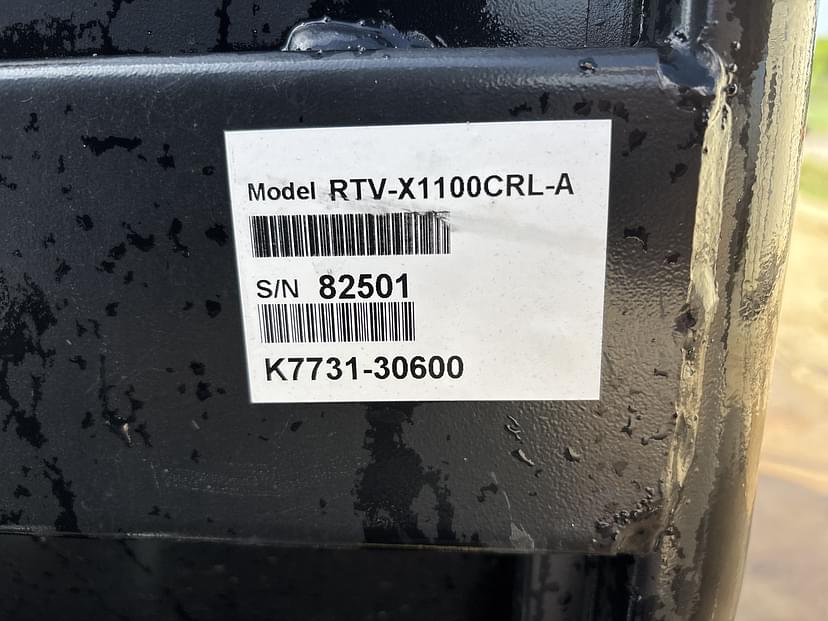 Model RTV-X1100CRL-A
S/N 82501
K7731-30600